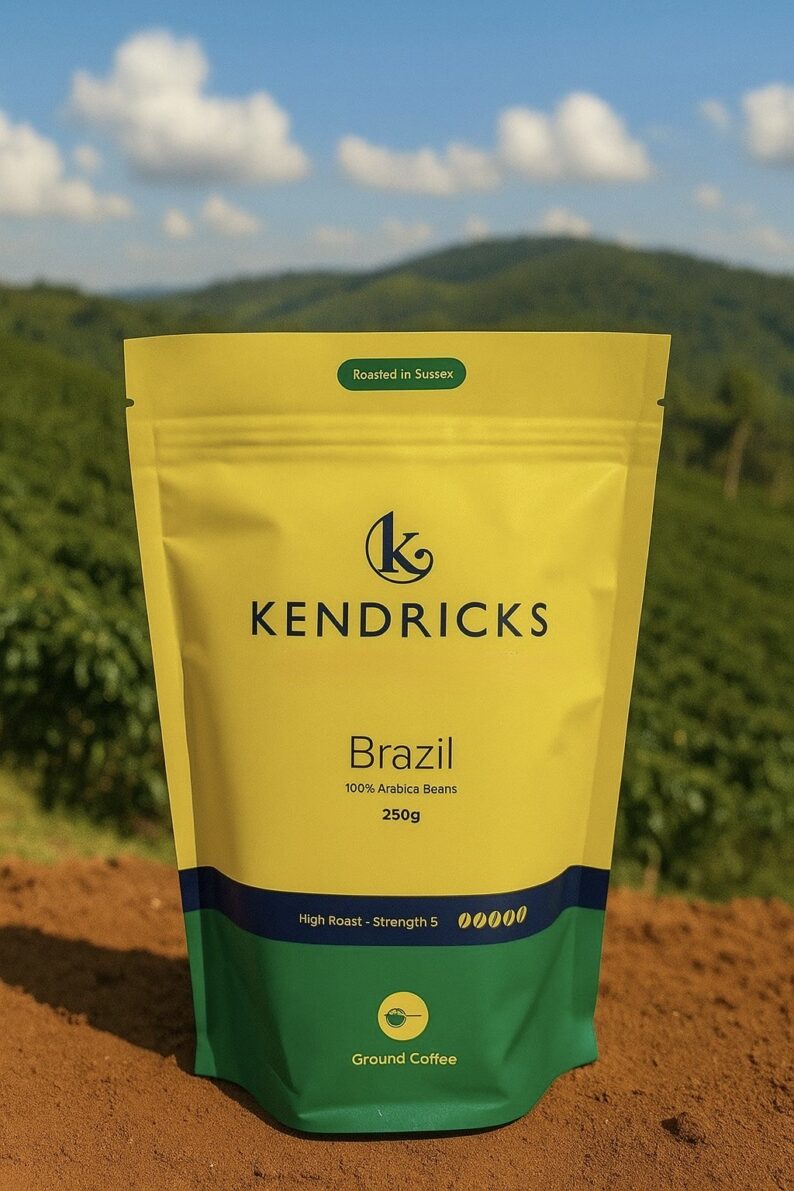 Roasted in Sussex
k
KENDRICKS
Brazil
100% Arabica Beans
250g
High Roast - Strength 5
Ground Coffee